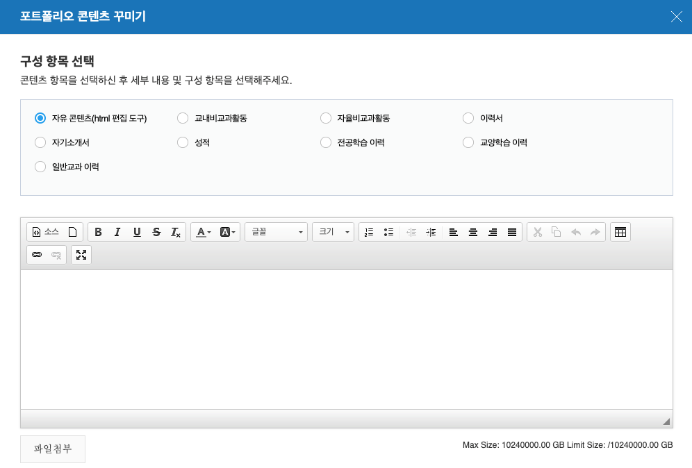 포트폴리오 콘텐츠 꾸미기
구성 항목 선택
콘텐츠 항목을 선택하신 후 세부 내용 및 구성 항목을 선택해주세요.
자유 콘텐츠(html 편집 도구) 교내비교과활동 자율비교과활동 이력서
자기소개서 성적 전공학습 이력 교양학습 이력
일반교과 이력
소스 B I U S Tx A A 글꼴 크기
파일첨부 Max Size: 10240000.00 GB Limit Size: /10240000.00 GB